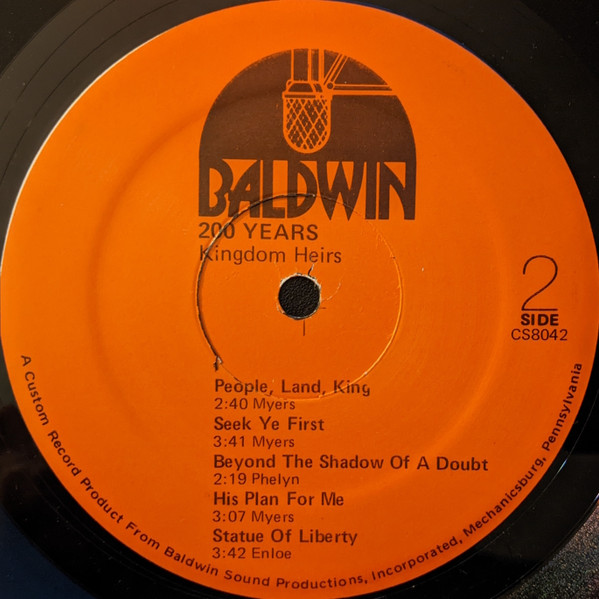 BALDWIN
200 YEARS
Kingdom Heirs
2
SIDE
CS8042
People, Land, King
2:40 Myers
Seek Ye First
3:41 Myers
Beyond The Shadow Of A Doubt
2:19 Phelyn
His Plan For Me
3:07 Myers
Statue Of Liberty
3:42 Enloe
A Custom Record Product From Baldwin Sound Productions, Incorporated, Mechanicsburg, Pennsylvania